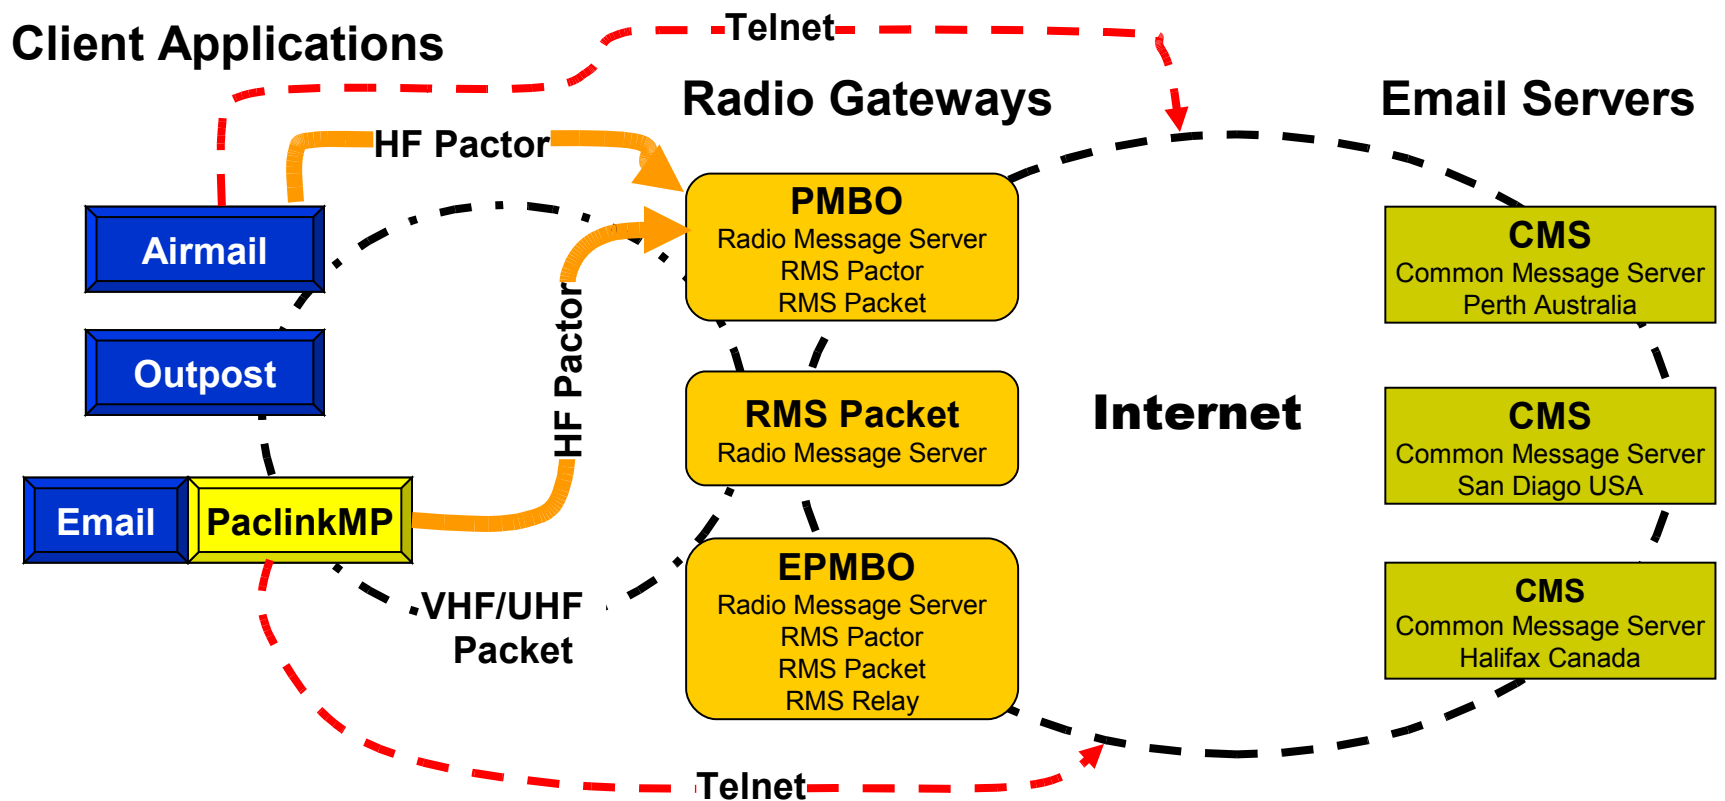 Telnet
Client Applications
Radio Gateways
Email Servers
HF Pactor
Airmail
Outpost
Email
PaclinkMP
HF Pactor
VHF/UHF
Packet
PMBO
Radio Message Server
RMS Pactor
RMS Packet
RMS Packet
Radio Message Server
EPMBO
Radio Message Server
RMS Pactor
RMS Packet
RMS Relay
Internet
CMS
Common Message Server
Perth Australia
CMS
Common Message Server
San Diago USA
CMS
Common Message Server
Halifax Canada
Telnet